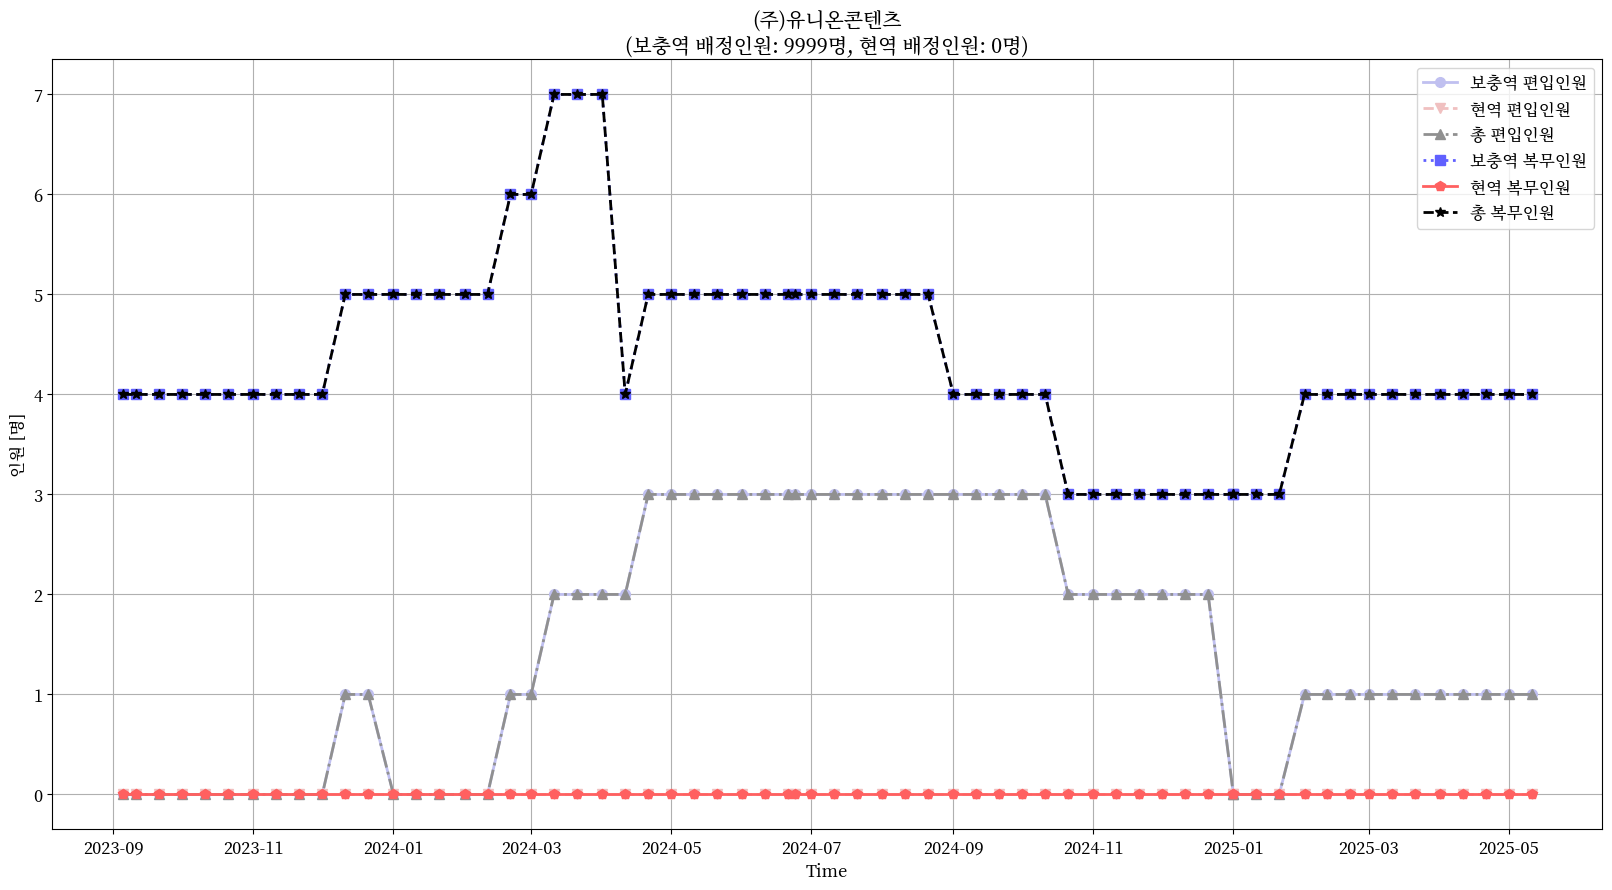 (주)유니온콘텐츠
(보충역 배정인원: 9999명, 현역 배정인원: 0명)
보충역 편입인원
현역 편입인원
총 편입인원
보충역 복무인원
현역 복무인원
총 복무인원
인원 [명]
7
6
5
4
3
2
1
0
2023-09
2023-11
2024-01
2024-03
2024-05
2024-07
2024-09
2024-11
2025-01
2025-03
2025-05
Time